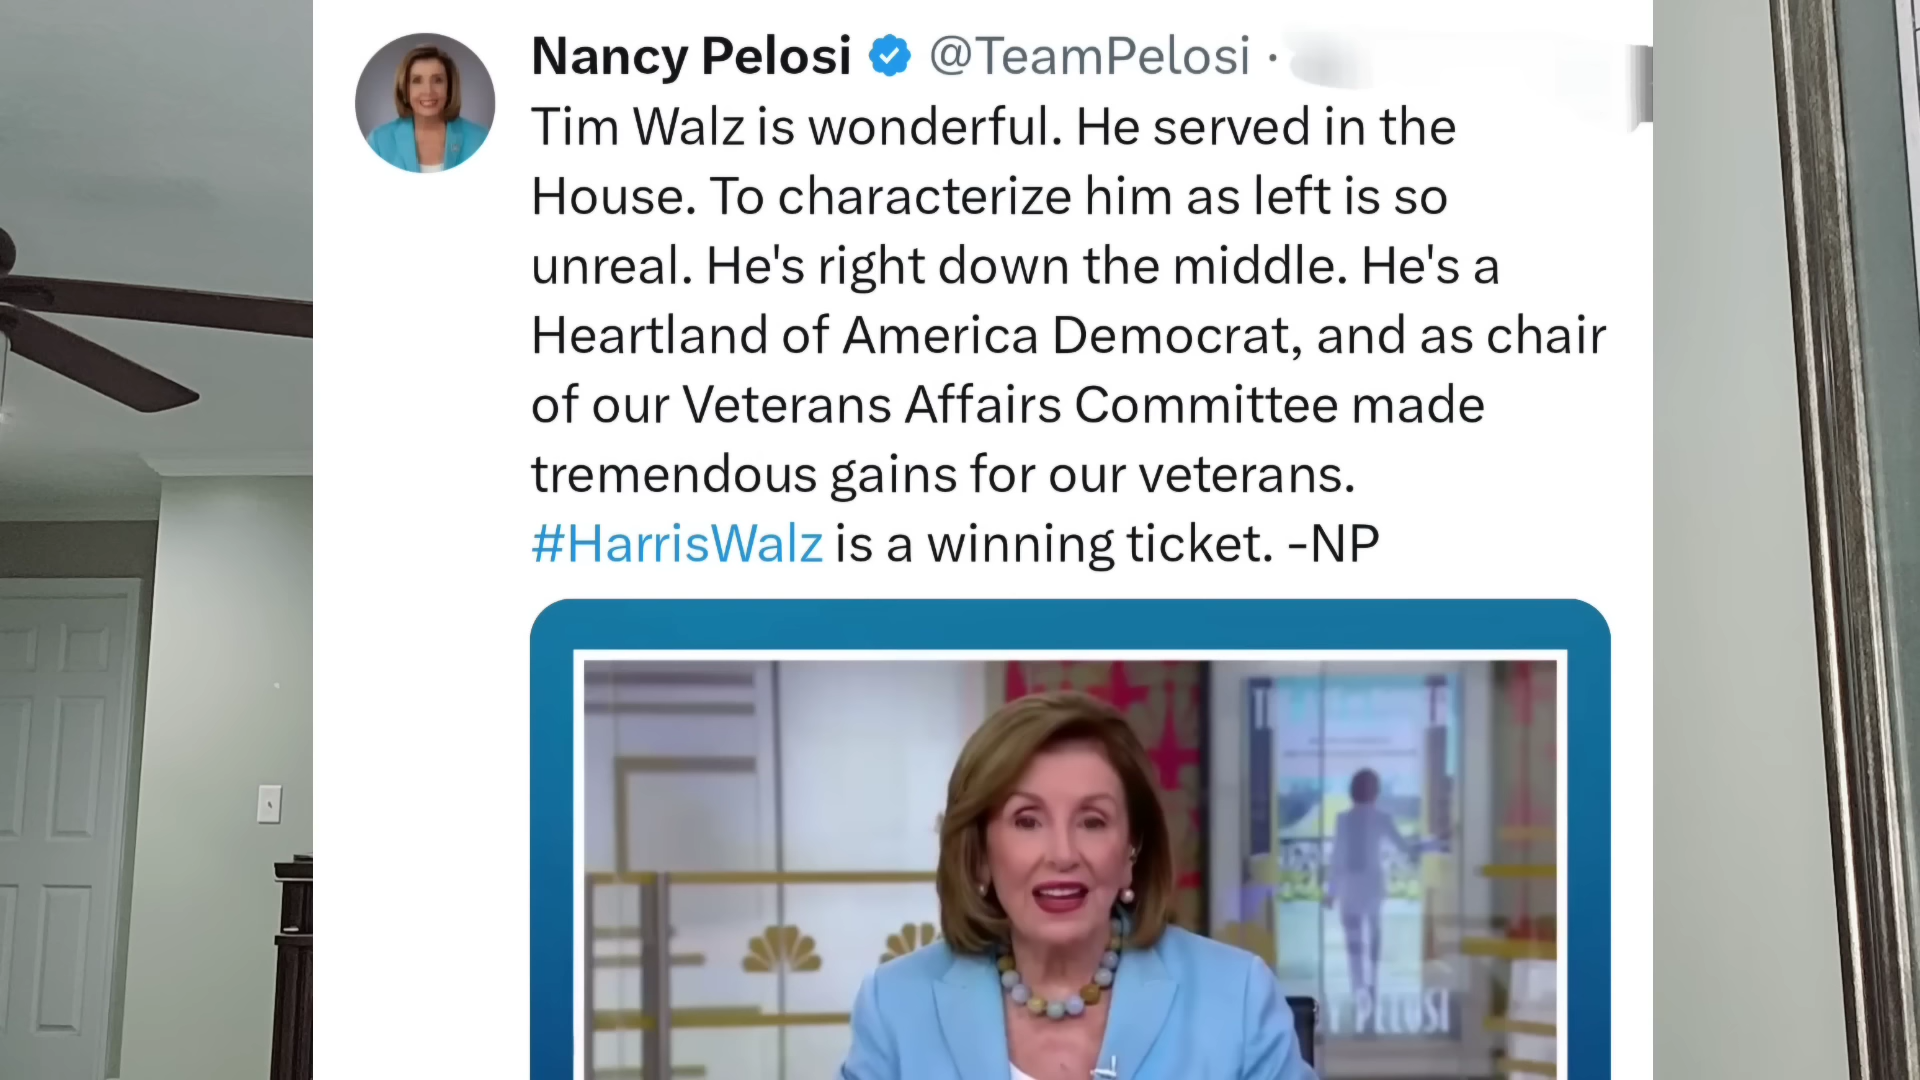 Nancy Pelosi @TeamPelosi ·
Tim Walz is wonderful. He served in the
House. To characterize him as left is so
unreal. He's right down the middle. He's a
Heartland of America Democrat, and as chair
of our Veterans Affairs Committee made
tremendous gains for our veterans.
#HarrisWalz is a winning ticket. -NP
PELOSI